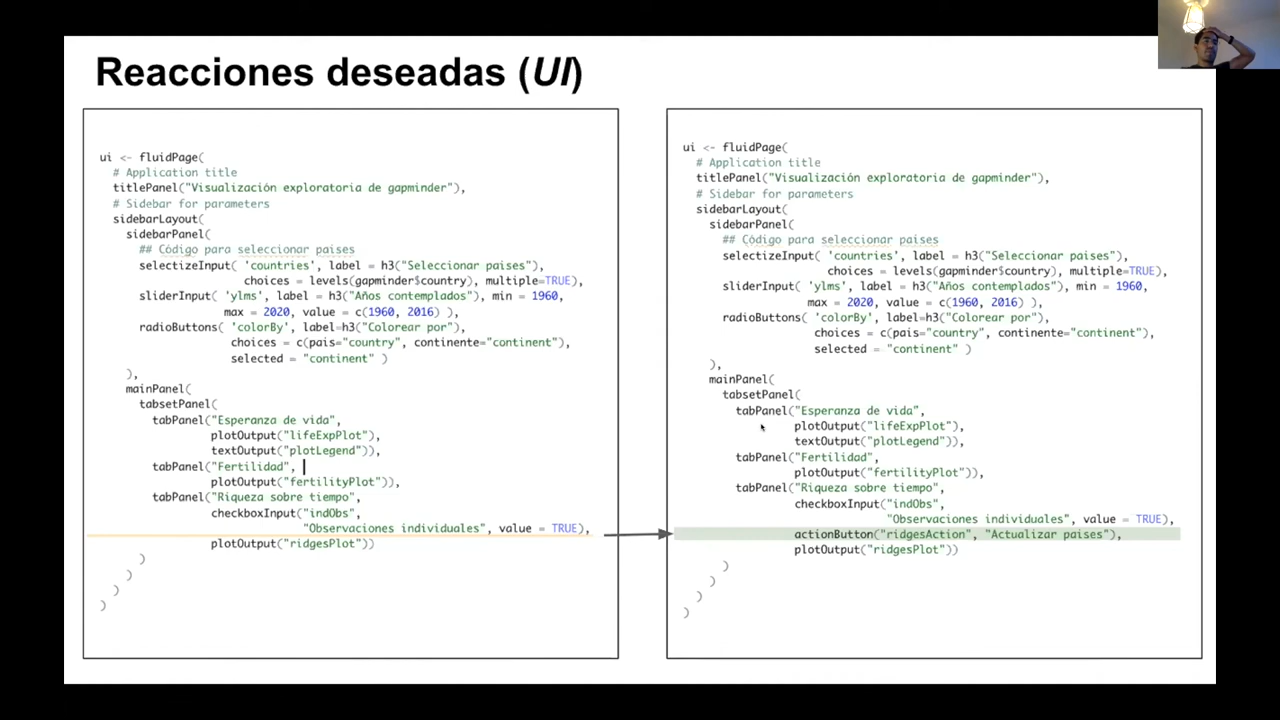 Reacciones deseadas (UI)
ui <- fluidPage(
# Application title
titlePanel("Visualización exploratoria de gapminder"),
# Sidebar for parameters
sidebarLayout(
sidebarPanel(
## Código para seleccionar paises
selectizeInput( 'countries', label = h3("Seleccionar paises"),
choices = levels(gapminder$country), multiple=TRUE),
sliderInput( 'ylms', label = h3("Años contemplados"), min = 1960,
max = 2020, value = c(1960, 2016) ),
radioButtons( 'colorBy', label=h3("Colorear por"),
choices = c(pais="country", continente="continent"),
selected = "continent" )
),
mainPanel(
tabsetPanel(
tabPanel("Esperanza de vida",
plotOutput("lifeExpPlot"),
textOutput("plotLegend")),
tabPanel("Fertilidad",
plotOutput("fertilityPlot")),
tabPanel("Riqueza sobre tiempo",
checkboxInput("indObs",
"Observaciones individuales", value = TRUE),
plotOutput("ridgesPlot"))
)
)
)
)
ui <- fluidPage(
# Application title
titlePanel("Visualización exploratoria de gapminder"),
# Sidebar for parameters
sidebarLayout(
sidebarPanel(
## Código para seleccionar paises
selectizeInput( 'countries', label = h3("Seleccionar paises"),
choices = levels(gapminder$country), multiple=TRUE),
sliderInput( 'ylms', label = h3("Años contemplados"), min = 1960,
max = 2020, value = c(1960, 2016) ),
radioButtons( 'colorBy', label=h3("Colorear por"),
choices = c(pais="country", continente="continent"),
selected = "continent" )
),
mainPanel(
tabsetPanel(
tabPanel("Esperanza de vida",
plotOutput("lifeExpPlot"),
textOutput("plotLegend")),
tabPanel("Fertilidad",
plotOutput("fertilityPlot")),
tabPanel("Riqueza sobre tiempo",
checkboxInput("indObs",
"Observaciones individuales", value = TRUE),
actionButton("ridgesAction", "Actualizar paises"),
plotOutput("ridgesPlot"))
)
)
)
)